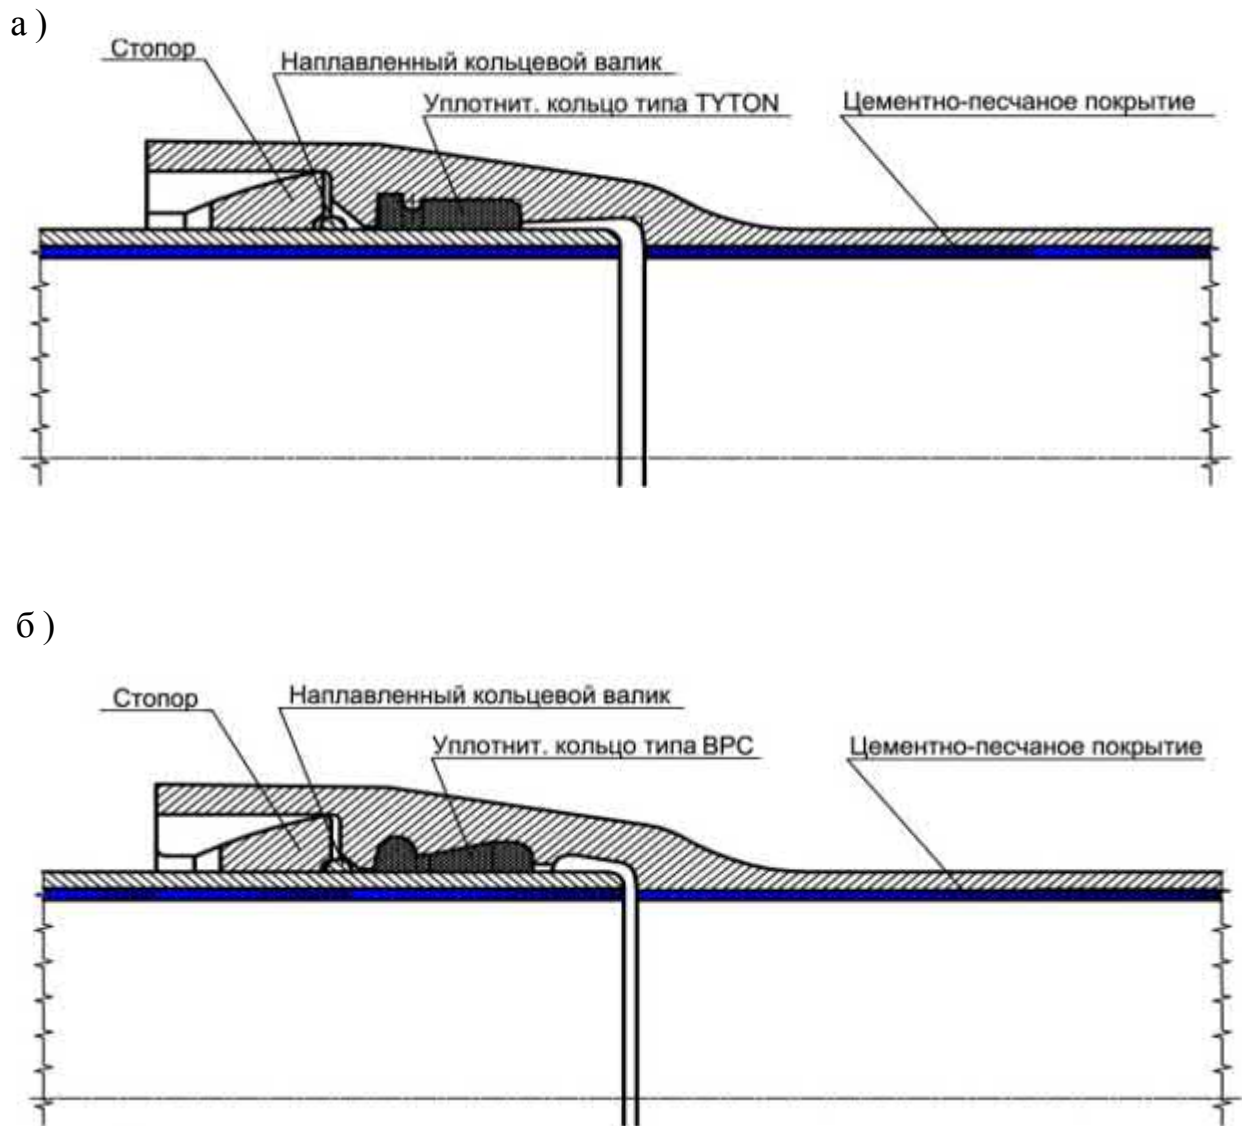 а )
Стопор
Наплавленный кольцевой валик
Уплотнит. кольцо типа TYTON
Цементно-песчаное покрытие
б )
Стопор
Наплавленный кольцевой валик
Уплотнит. кольцо типа ВРС
Цементно-песчаное покрытие